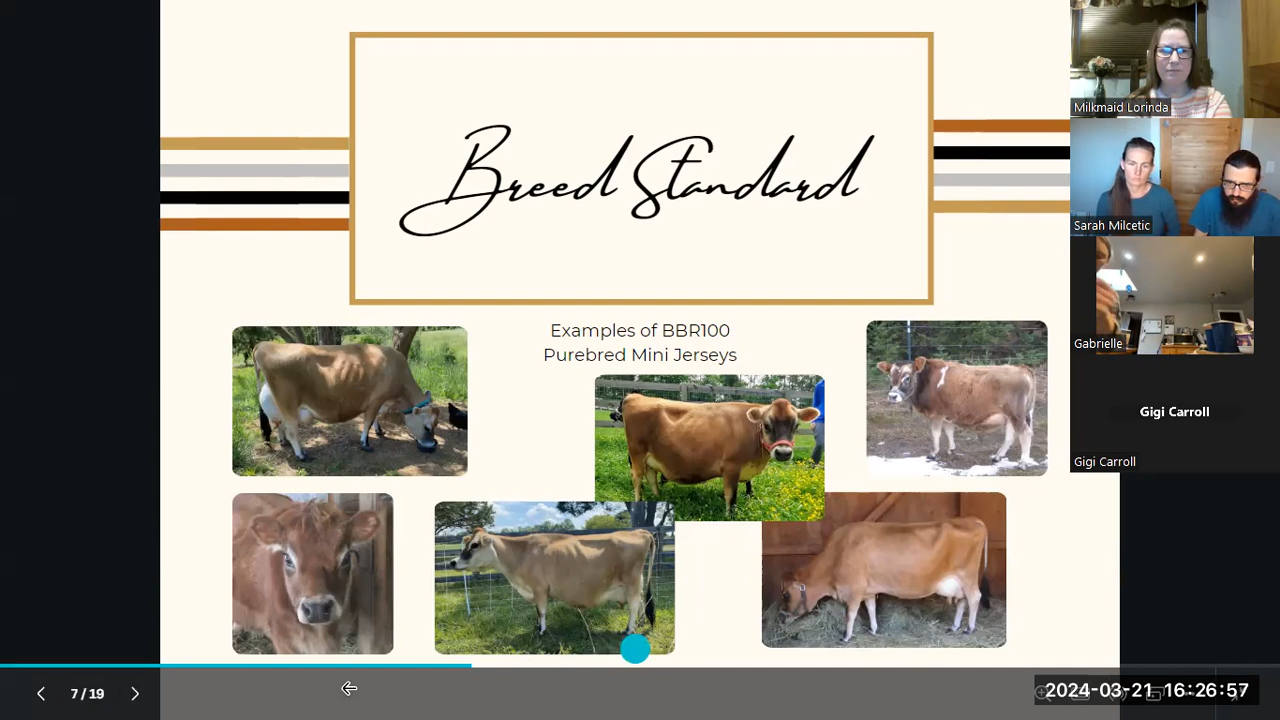 Breed Standard
Examples of BBR100
Purebred Mini Jerseys
Milkmaid Lorinda
Sarah Milcetic
Gabrielle
Gigi Carroll
Gigi Carroll
7 / 19
2024-03-21 16:26:57